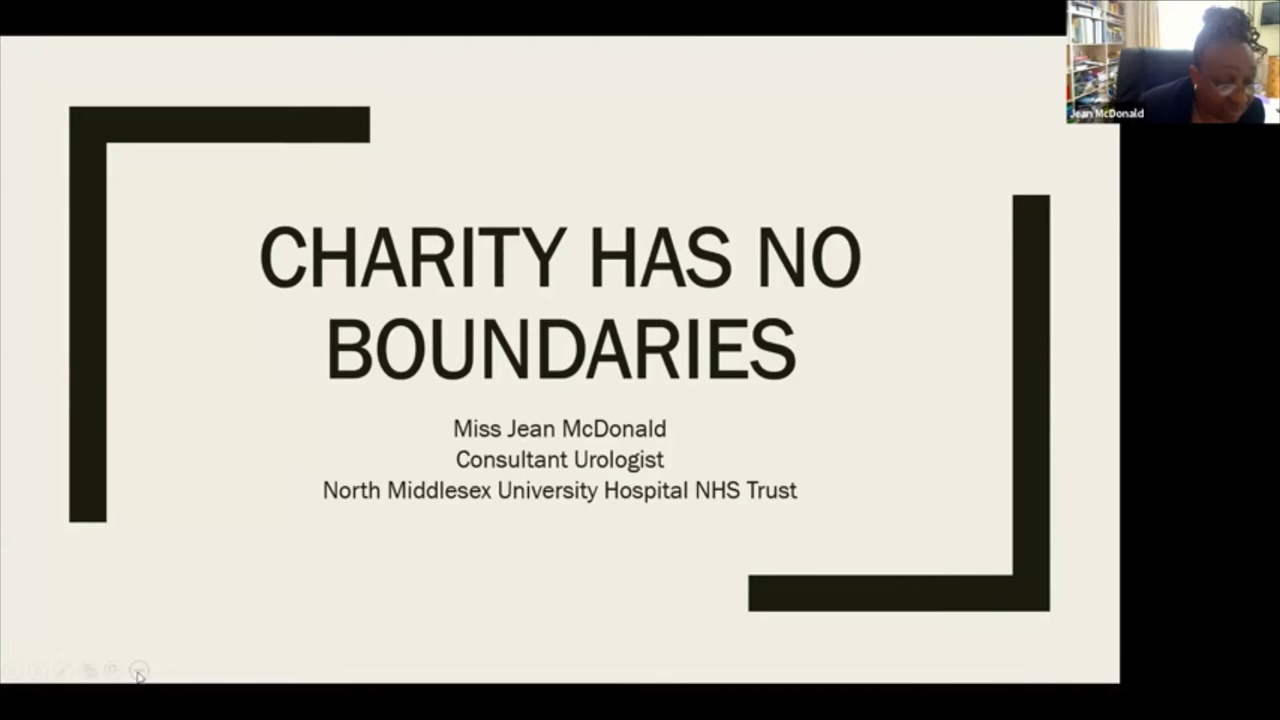 Jean McDonald
CHARITY HAS NO
BOUNDARIES
Miss Jean McDonald
Consultant Urologist
North Middlesex University Hospital NHS Trust